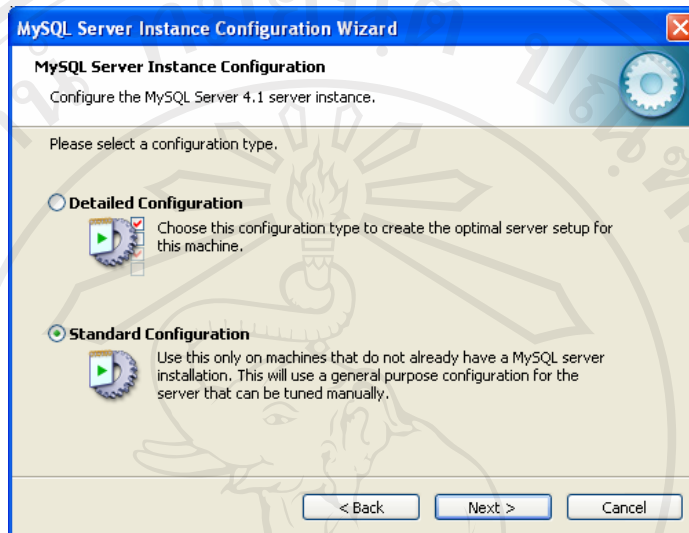 MySQL Server Instance Configuration Wizard
MySQL Server Instance Configuration
Configure the MySQL Server 4.1 server instance.
Please select a configuration type.
Detailed Configuration
Choose this configuration type to create the optimal server setup for
this machine.
Standard Configuration
Use this only on machines that do not already have a MySQL server
installation. This will use a general purpose configuration for the
server that can be tuned manually.
< Back
Next >
Cancel